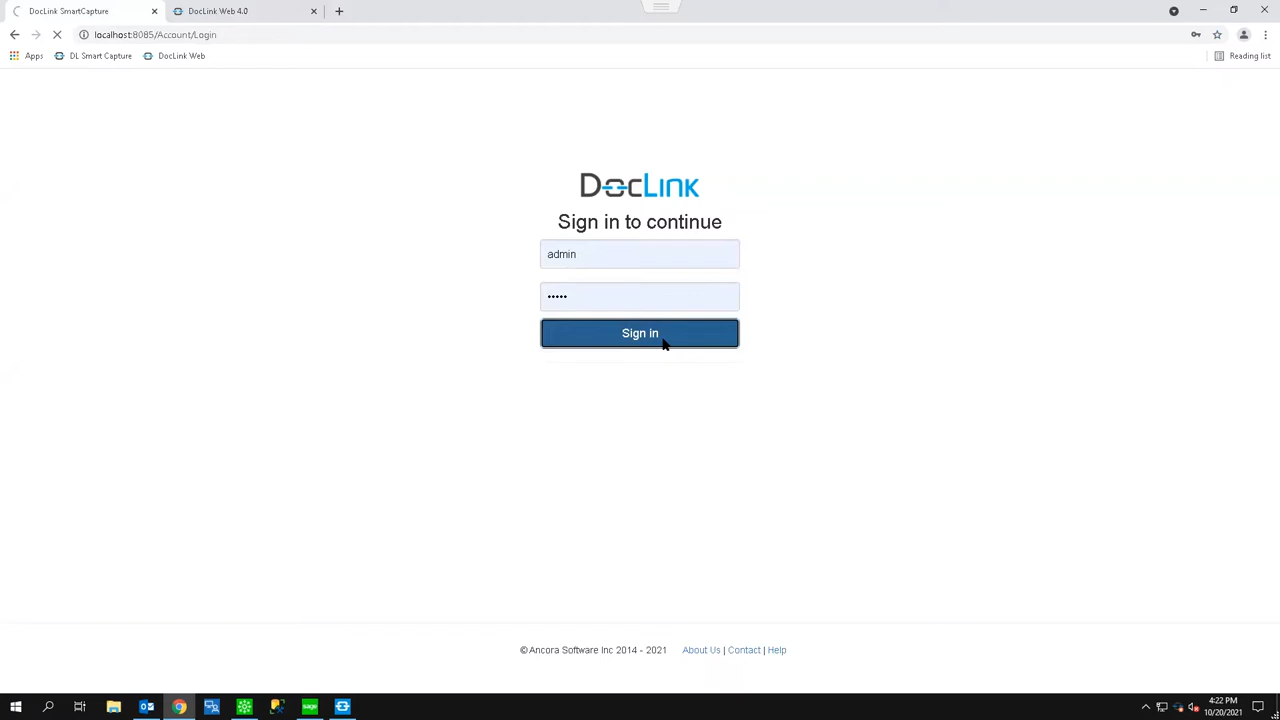 DocLink SmartCapture
DocLink Web 4.0
localhost:8085/Account/Login
Apps
DL Smart Capture
DocLink Web
Reading list
DocLink
Sign in to continue
admin
•••••
Sign in
© Ancora Software Inc 2014 - 2021 About Us | Contact | Help
sage
4:22 PM
10/20/2021